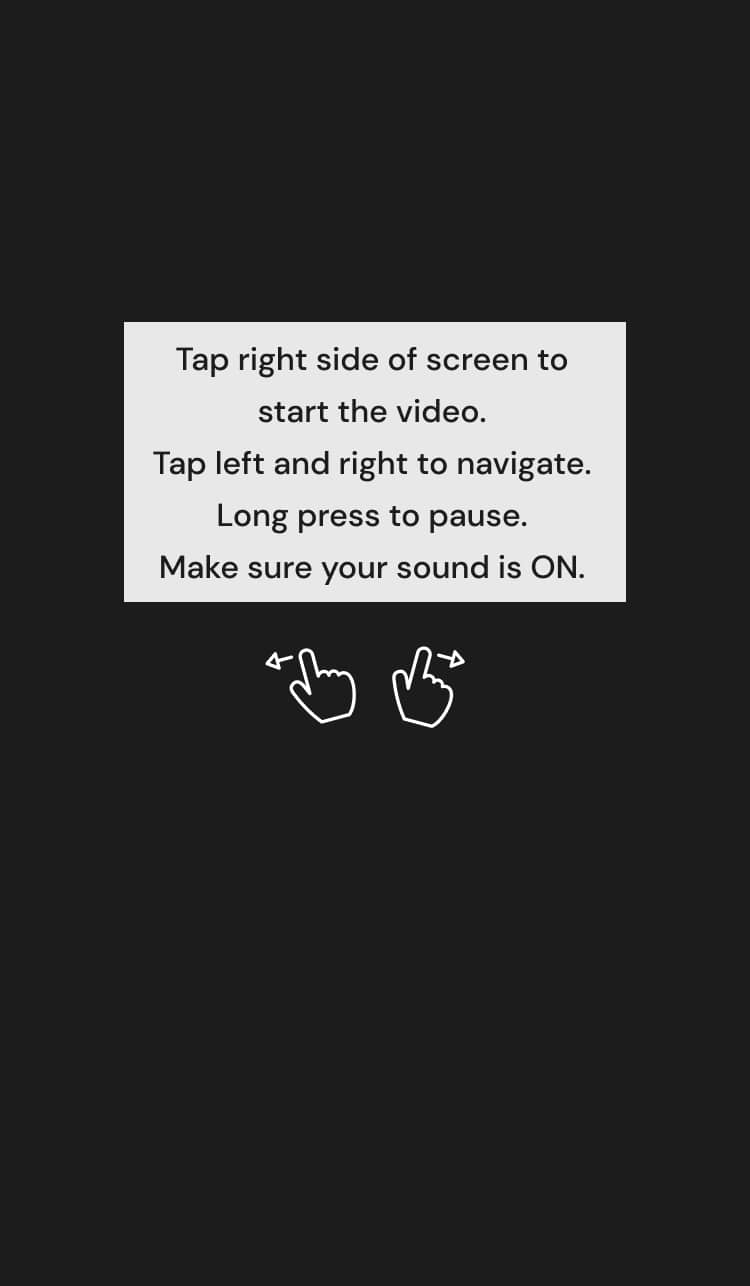 Tap right side of screen to
start the video.
Tap left and right to navigate.
Long press to pause.
Make sure your sound is ON.